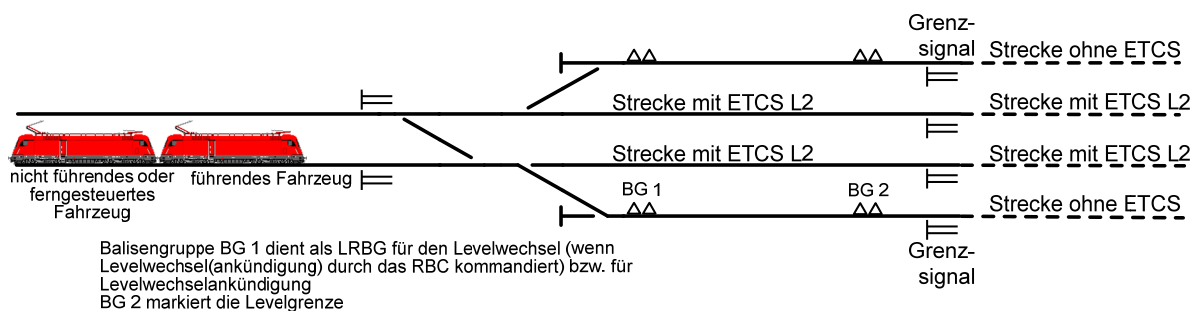 Grenz-
signal
Strecke ohne ETCS
Strecke mit ETCS L2
Strecke mit ETCS L2
Strecke mit ETCS L2
Strecke mit ETCS L2
nicht führendes oder
ferngesteuertes
Fahrzeug
führendes Fahrzeug
BG 1
BG 2
Strecke ohne ETCS
Grenz-
signal
Balisengruppe BG 1 dient als LRBG für den Levelwechsel (wenn
Levelwechsel(ankündigung) durch das RBC kommandiert) bzw. für
Levelwechselankündigung
BG 2 markiert die Levelgrenze